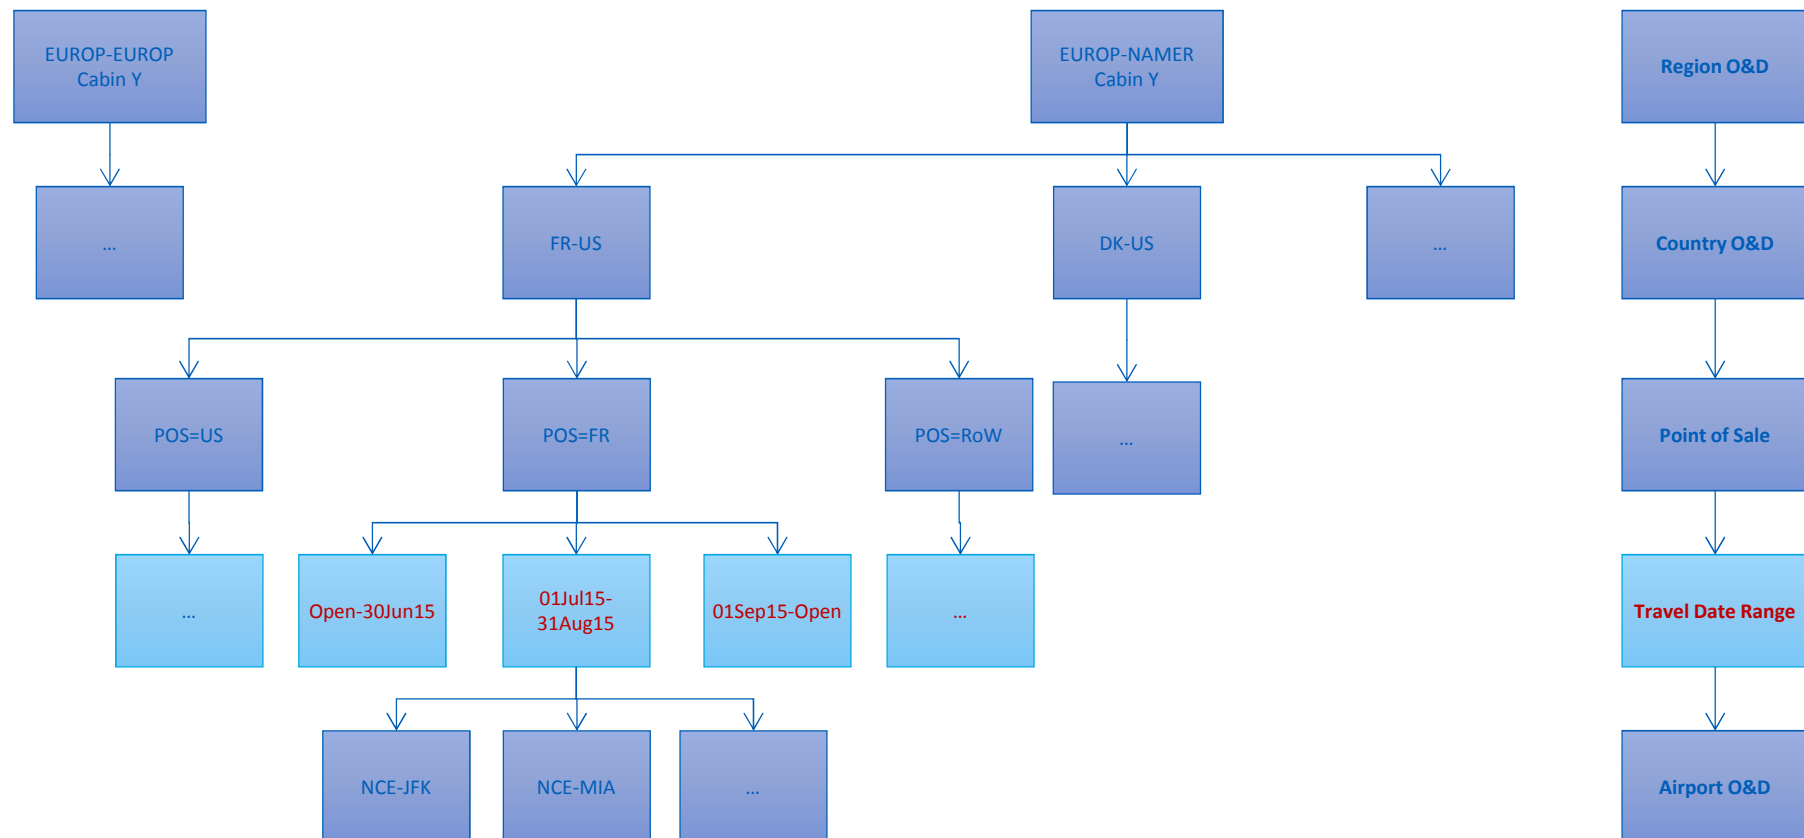 EUROP-EUROP
Cabin Y
EUROP-NAMER
Cabin Y
Region O&D
...
FR-US
DK-US
...
Country O&D
POS=US
POS=FR
POS=RoW
...
Point of Sale
...
Open-30Jun15
01Jul15-
31Aug15
01Sep15-Open
...
Travel Date Range
NCE-JFK
NCE-MIA
...
Airport O&D